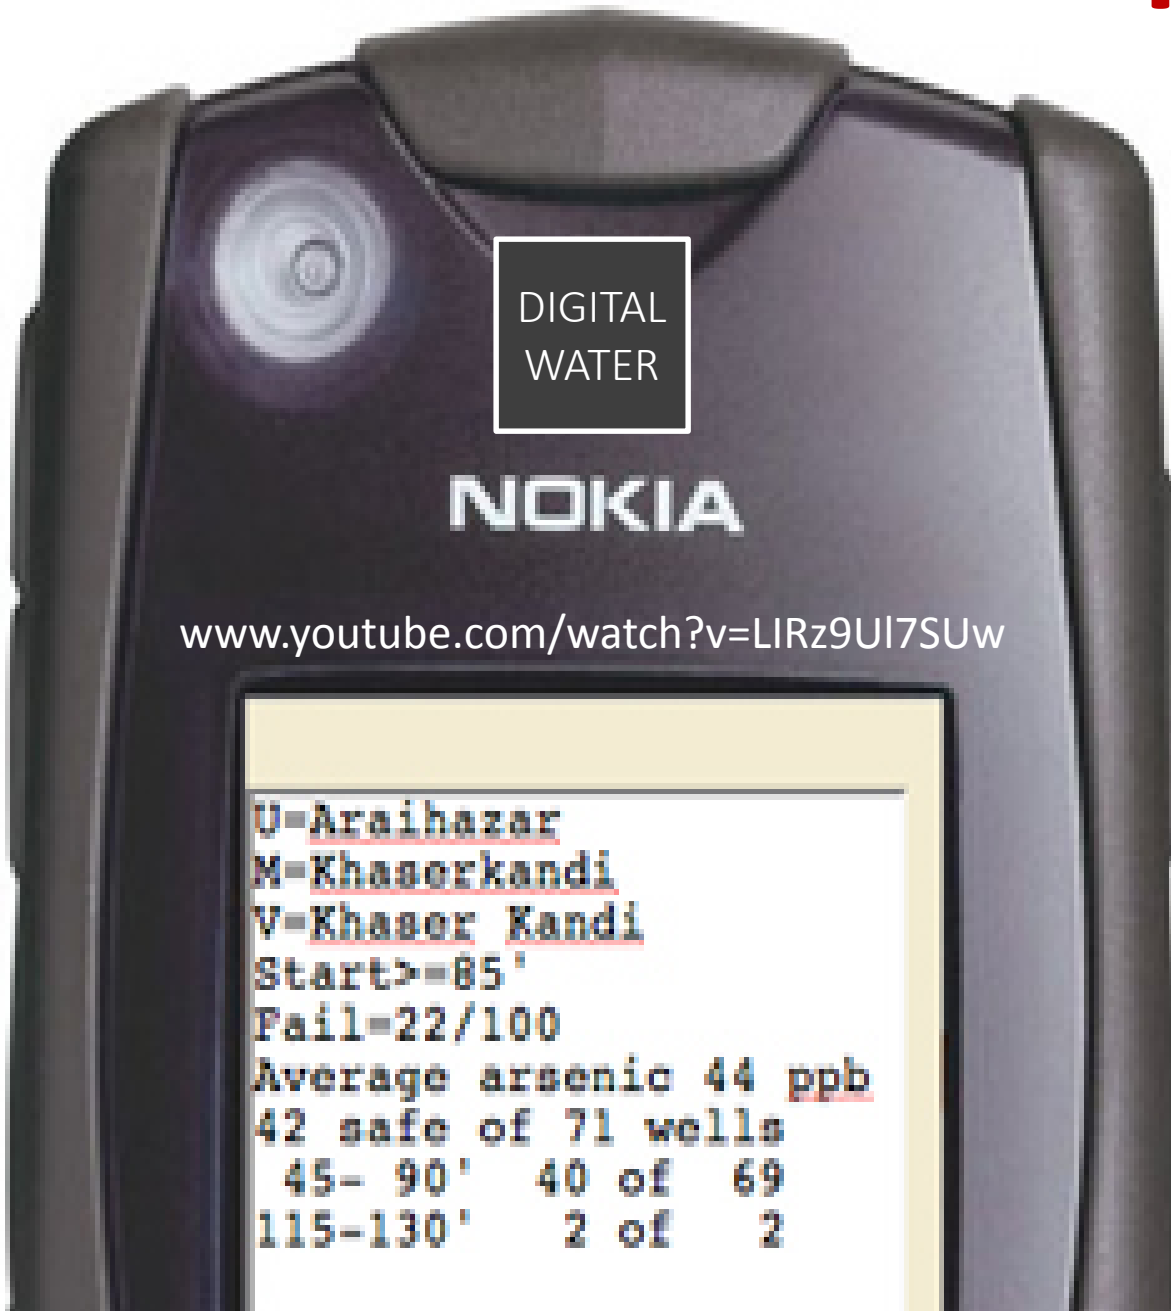 DIGITAL
WATER
NOKIA
www.youtube.com/watch?v=LIRz9Ul7SUw
U=Araihazar
M=Khaserkandi
V=Khaser Kandi
Start>=85'
Fail=22/100
Average arsenic 44 ppb
42 safe of 71 wells
45- 90' 40 of 69
115-130' 2 of 2